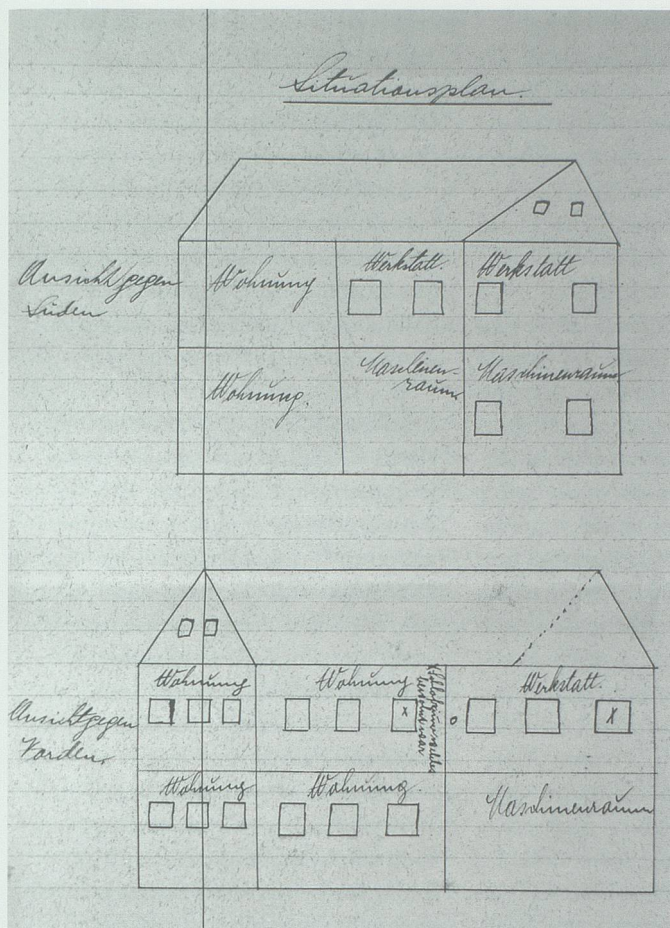 Situationsplan.
Ansicht gegen
Süden
Wohnung
Werkstatt.
Werkstatt
Wohnung.
Maschinen-
raum
Maschinenraum
Ansicht gegen
Norden
Wohnung
Wohnung
Werkstatt.
x
X
Wohnung
Wohnung.
Maschinenraum